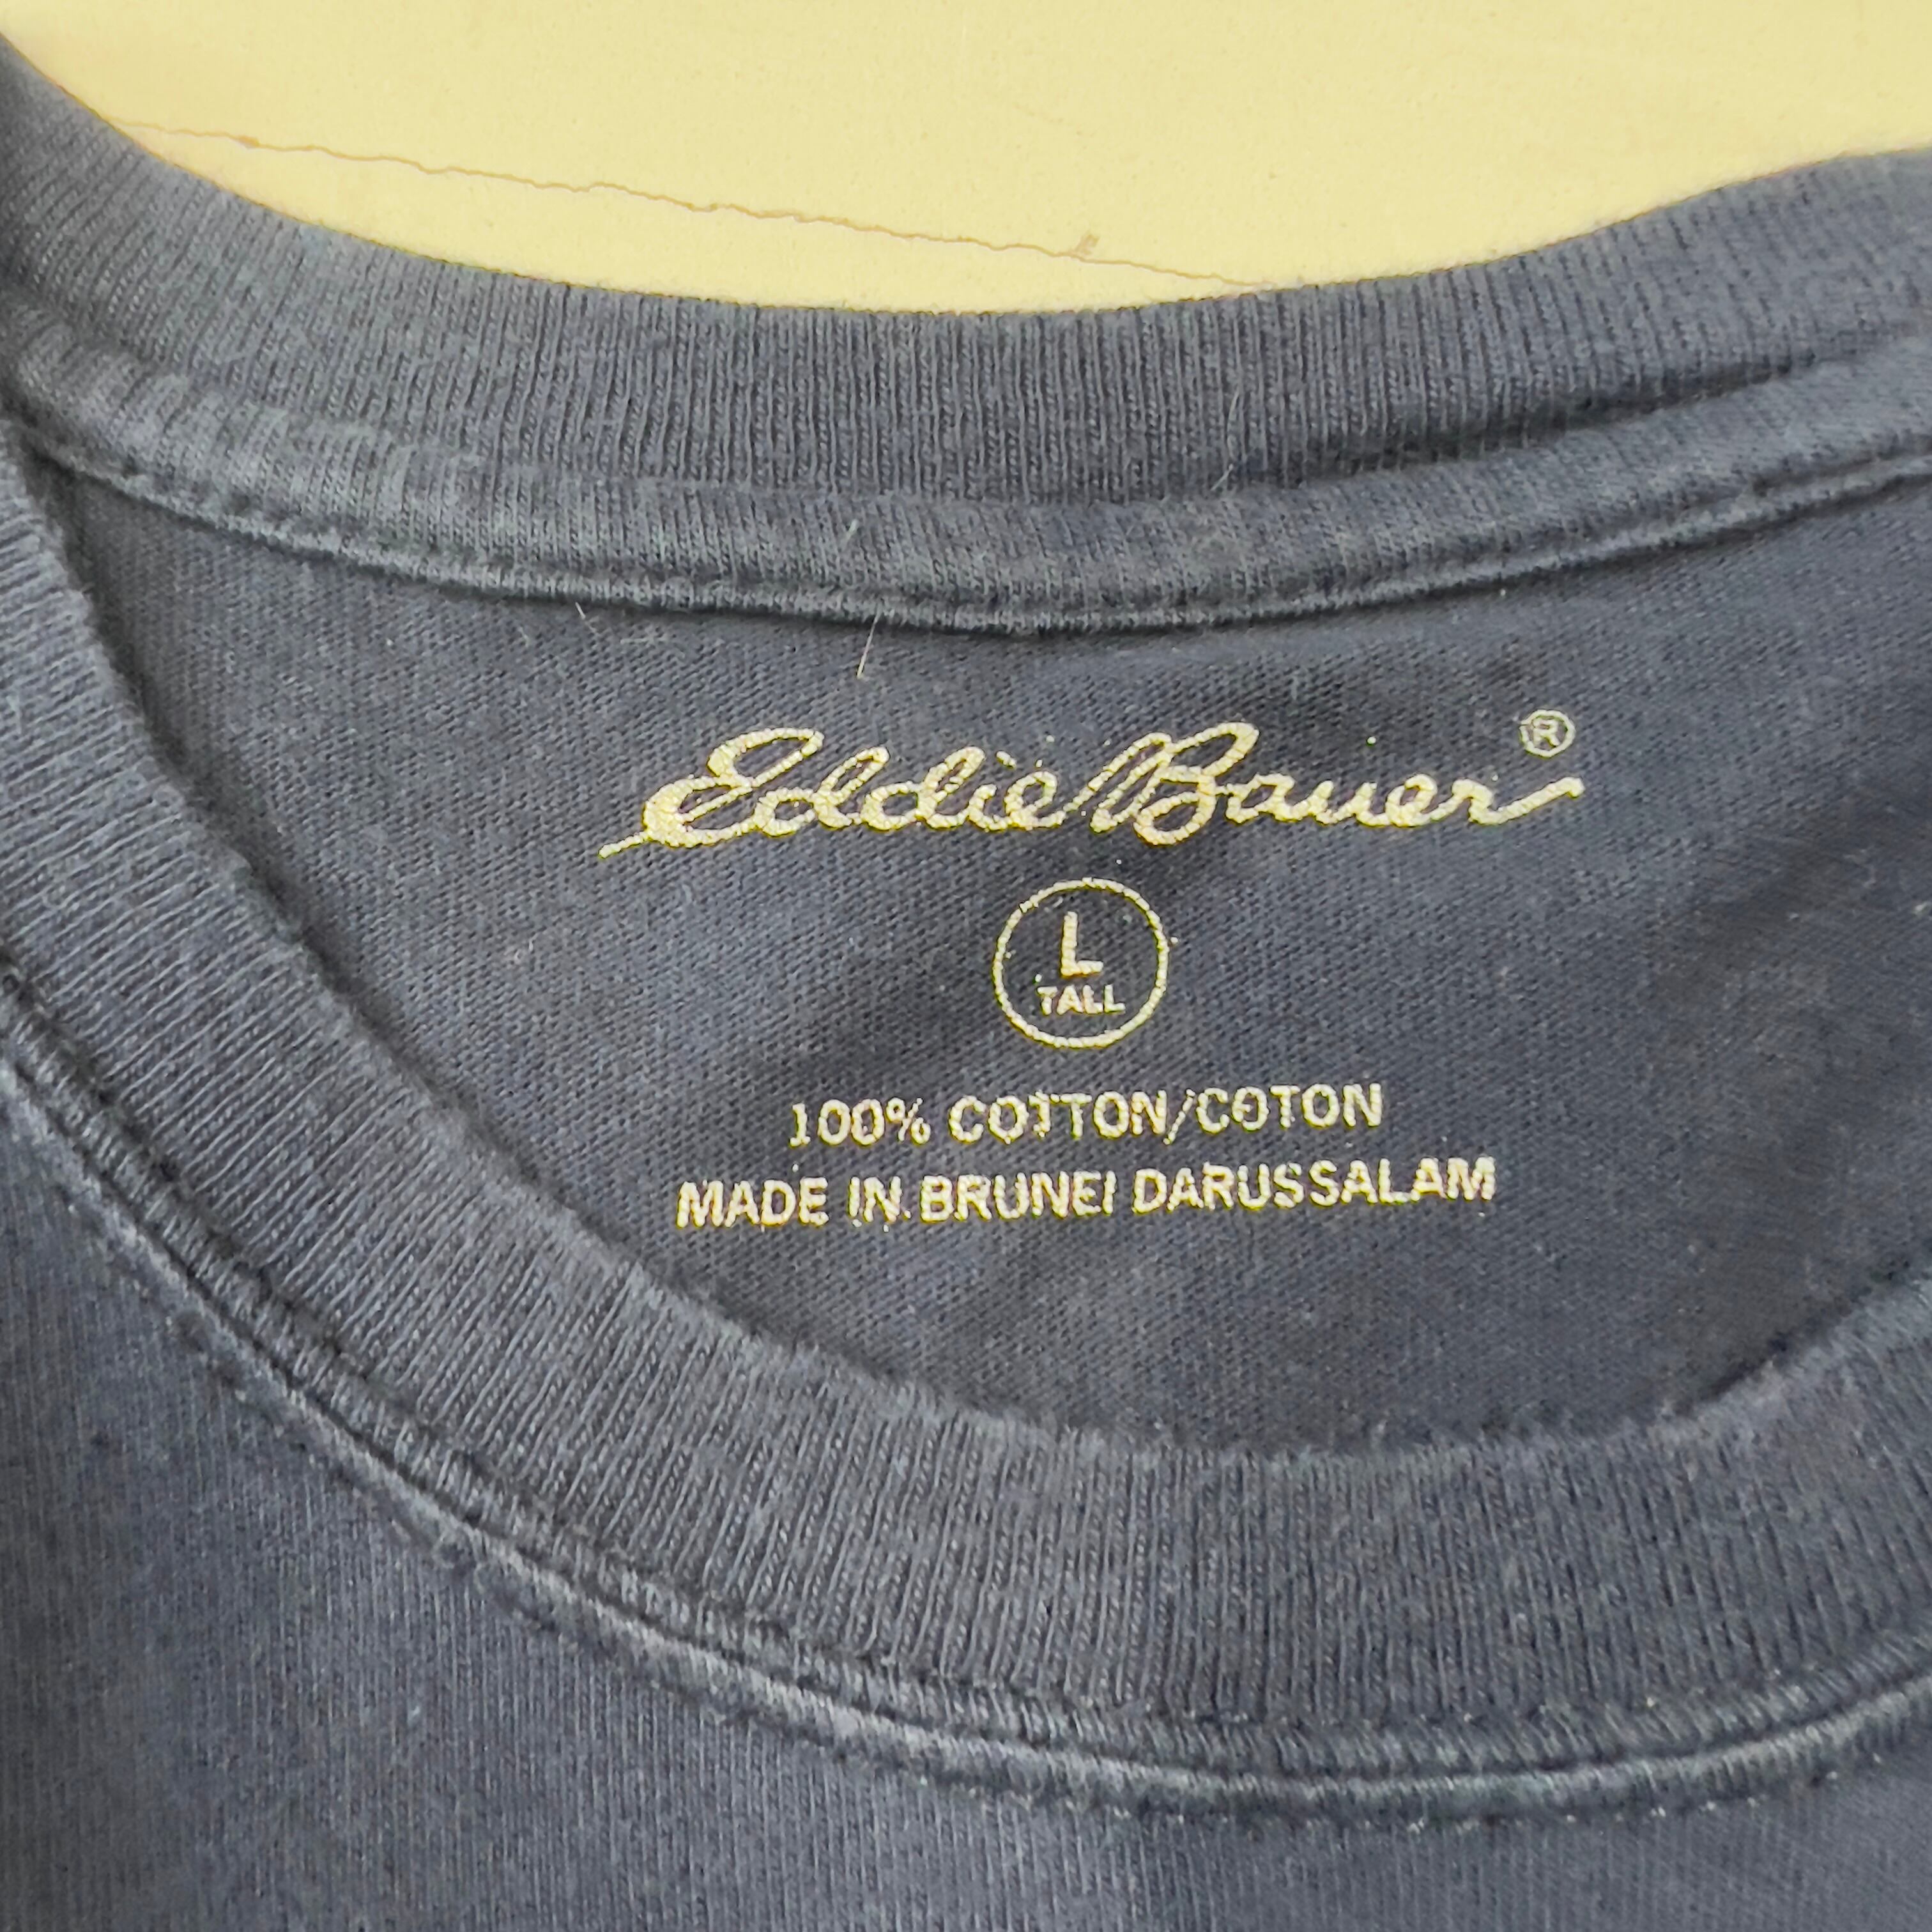 Eddie Bauer®
L
TALL
100% COTTON/COTON
MADE IN BRUNEI DARUSSALAM